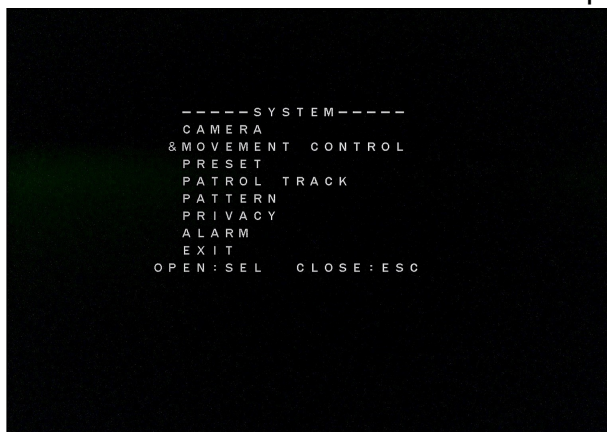 -----SYSTEM-----
CAMERA
&MOVEMENT CONTROL
PRESET
PATROL TRACK
PATTERN
PRIVACY
ALARM
EXIT
OPEN:SEL CLOSE:ESC